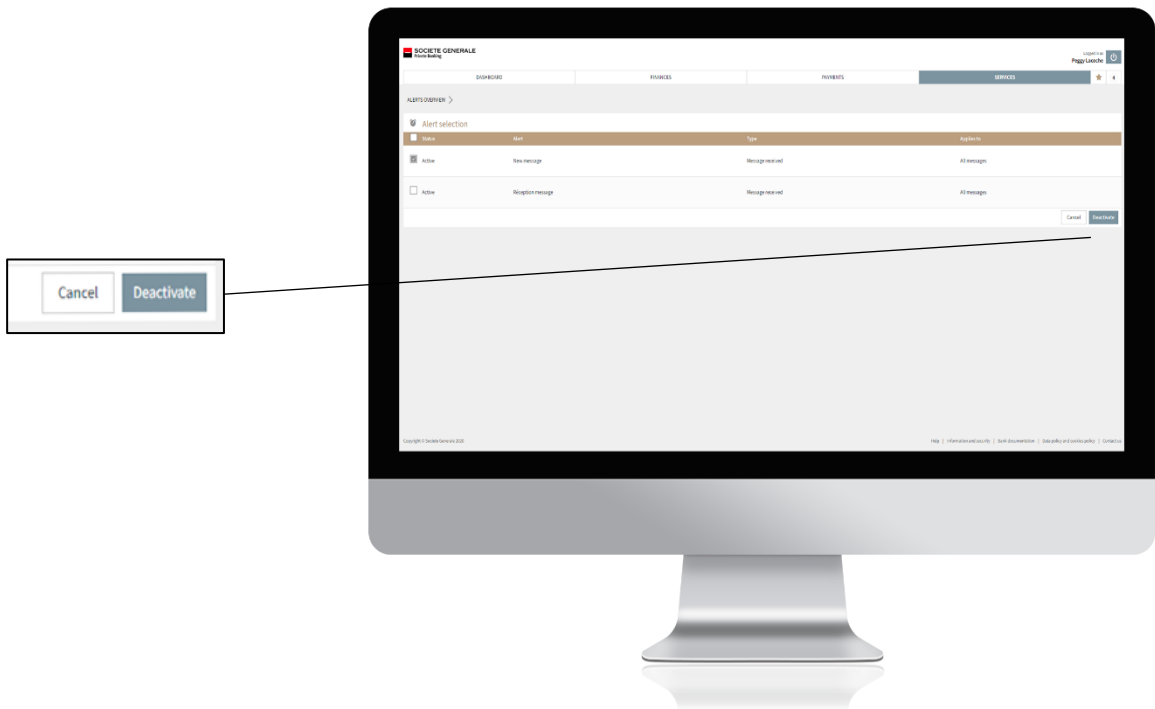 SOCIETE GENERALE
Private Banking
Logged in as
Peggy Lacoche
DASHBOARD FINANCES PAYMENTS SERVICES
ALERTS OVERVIEW
Alert selection
Status Alert Type Applies to
Active New message Message received All messages
Active Réception message Message received All messages
Cancel Deactivate
Cancel Deactivate
Copyright © Societe Generale 2020
Help | Information and security | Bank documentation | Data policy and cookies policy | Contact us